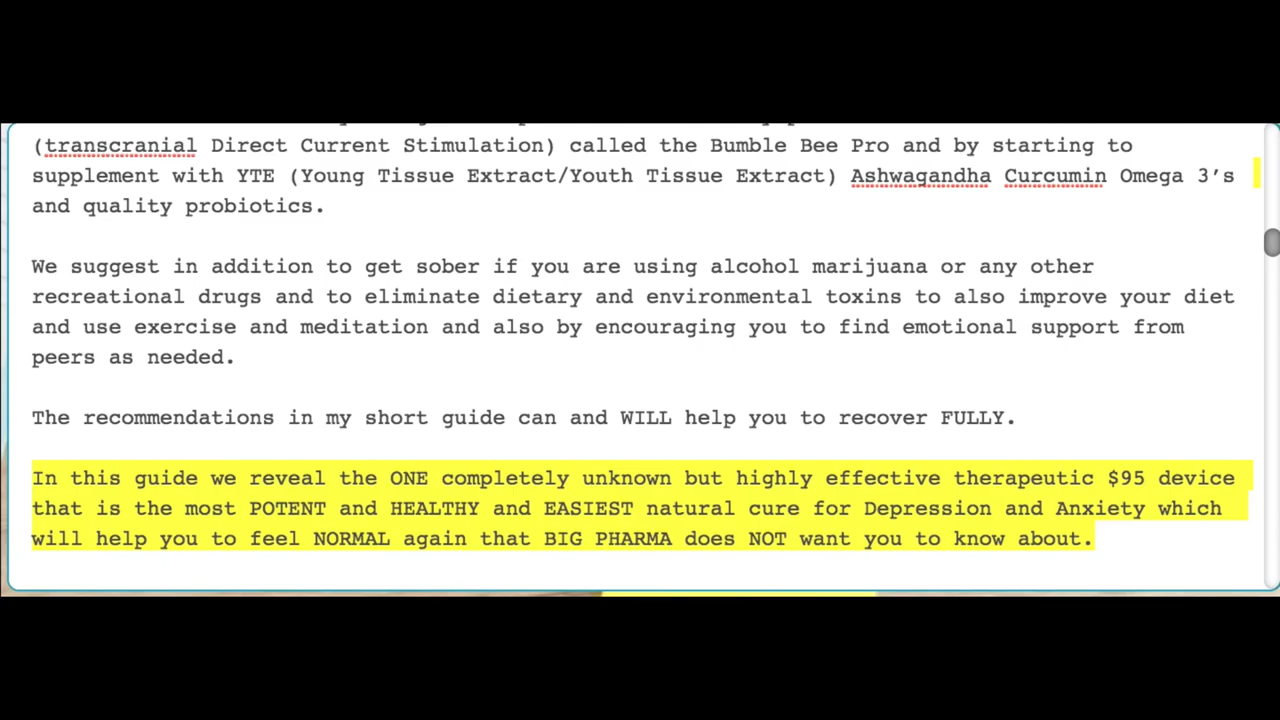 (transcranial Direct Current Stimulation) called the Bumble Bee Pro and by starting to
supplement with YTE (Young Tissue Extract/Youth Tissue Extract) Ashwagandha Curcumin Omega 3’s
and quality probiotics.
We suggest in addition to get sober if you are using alcohol marijuana or any other
recreational drugs and to eliminate dietary and environmental toxins to also improve your diet
and use exercise and meditation and also by encouraging you to find emotional support from
peers as needed.
The recommendations in my short guide can and WILL help you to recover FULLY.
In this guide we reveal the ONE completely unknown but highly effective therapeutic $95 device
that is the most POTENT and HEALTHY and EASIEST natural cure for Depression and Anxiety which
will help you to feel NORMAL again that BIG PHARMA does NOT want you to know about.